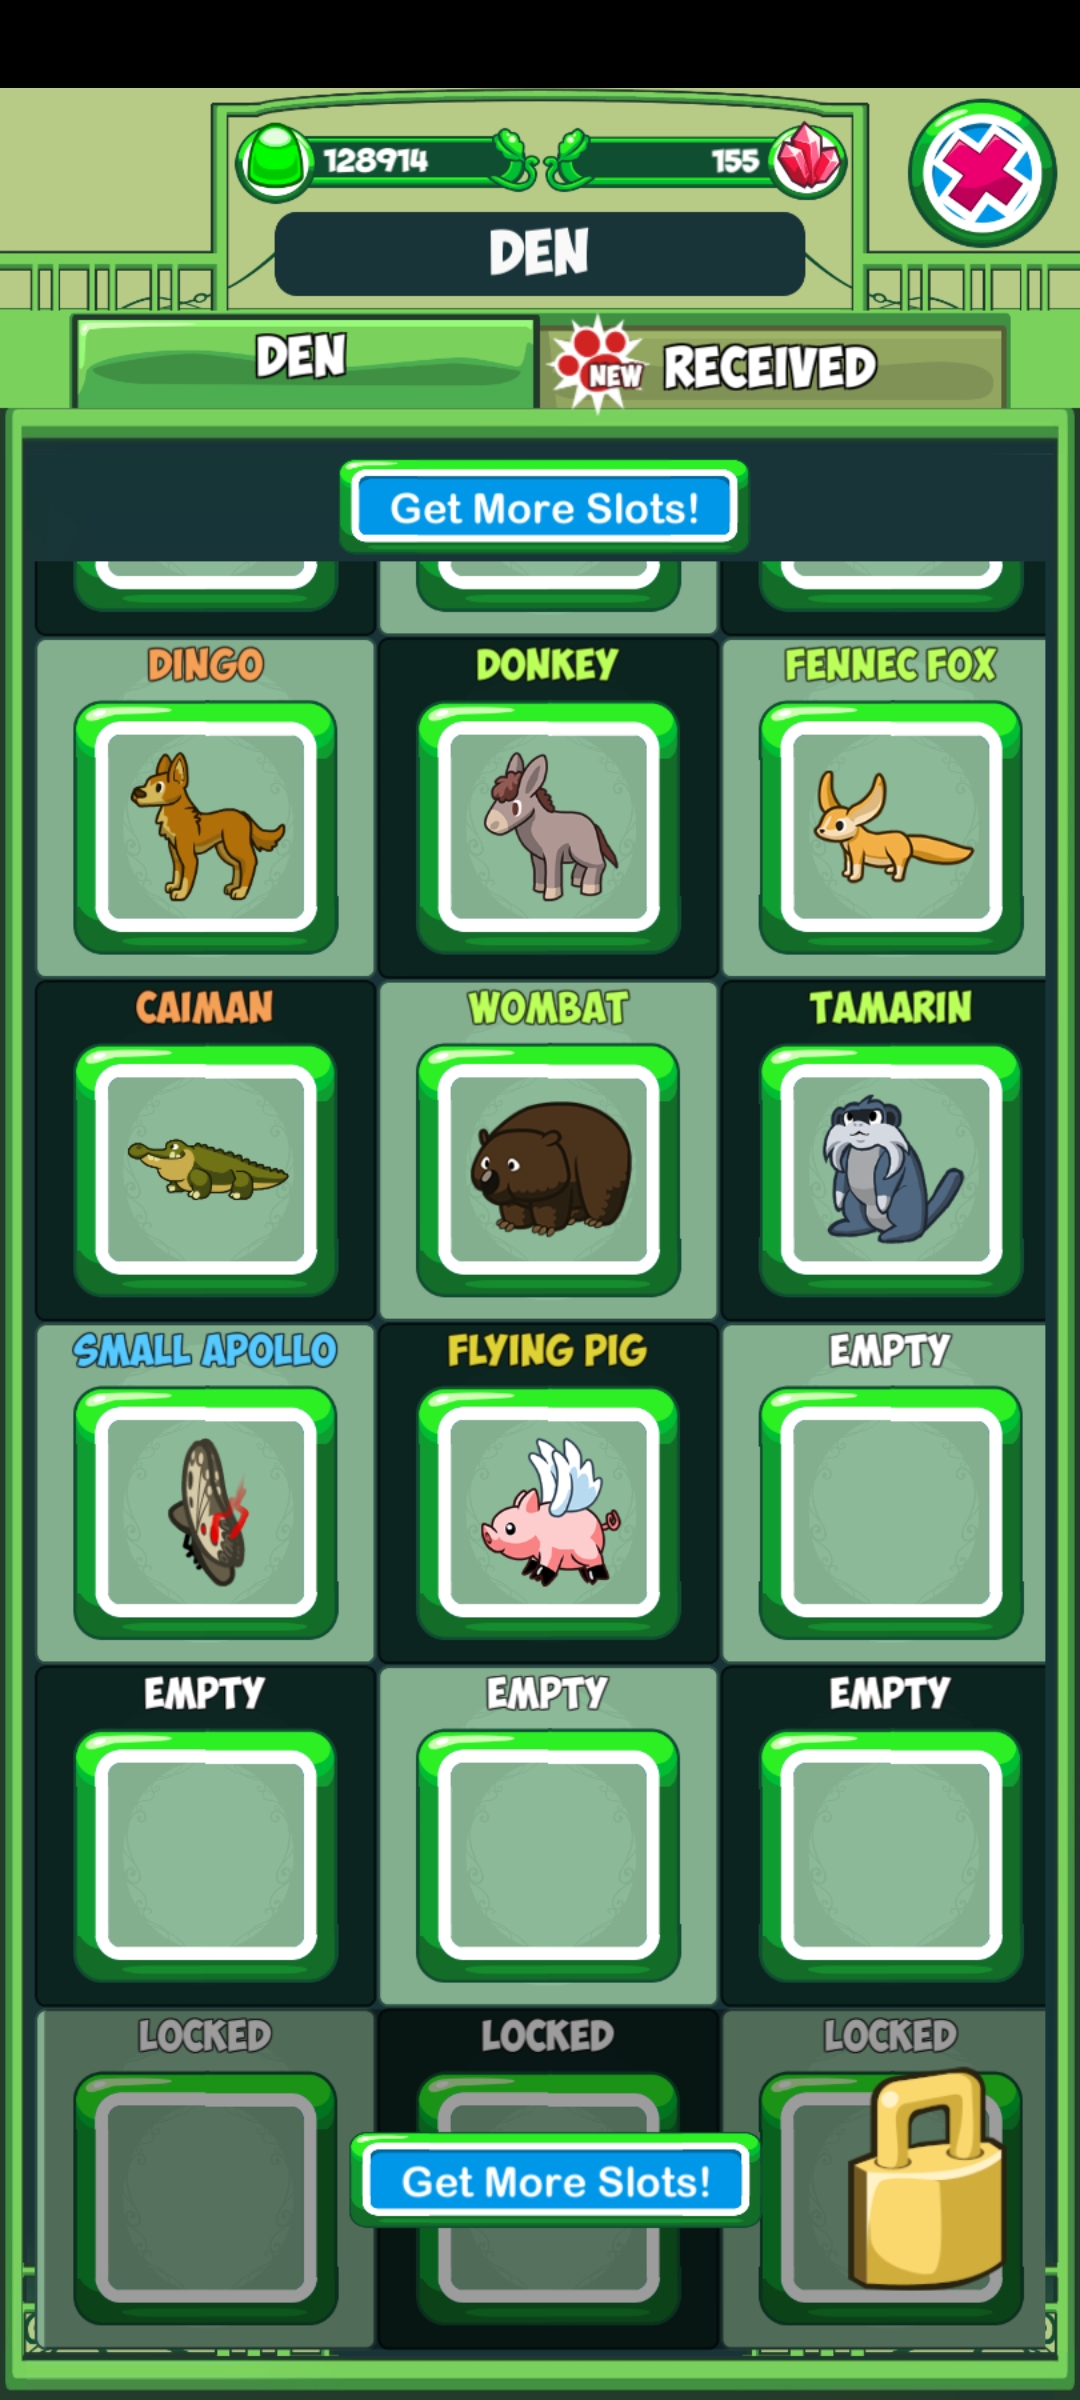 128914
155
DEN
DEN
NEW
RECEIVED
Get More Slots!
DINGO
DONKEY
FENNEC FOX
CAIMAN
WOMBAT
TAMARIN
SMALL APOLLO
FLYING PIG
EMPTY
EMPTY
EMPTY
EMPTY
LOCKED
LOCKED
LOCKED
Get More Slots!